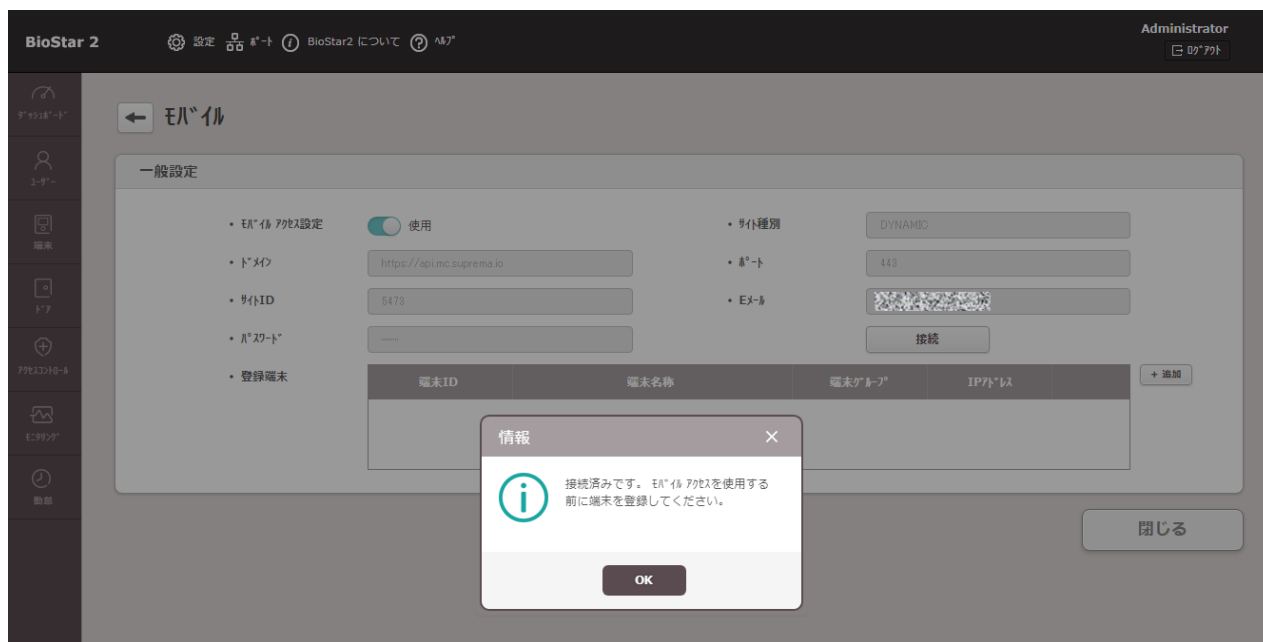 BioStar 2
設定 ﾎﾟｰﾄ BioStar2 について ﾍﾙﾌﾟ
Administrator
ﾛｸﾞｱｳﾄ
ﾀﾞｯｼｭﾎﾞｰﾄﾞ
ﾕｰｻﾞｰ
端末
ﾄﾞｱ
ｱｸｾｽｺﾝﾄﾛｰﾙ
ﾓﾆﾀﾘﾝｸﾞ
勤怠
ﾓﾊﾞｲﾙ
一般設定
• ﾓﾊﾞｲﾙ ｱｸｾｽ設定 使用 • ｻｲﾄ種別 DYNAMIC
• ﾄﾞﾒｲﾝ https://api.mc.suprema.io • ﾎﾟｰﾄ 443
• ｻｲﾄID 5473 • Eﾒｰﾙ
• ﾊﾟｽﾜｰﾄﾞ 接続
• 登録端末 端末ID 端末名称 端末ｸﾞﾙｰﾌﾟ IPｱﾄﾞﾚｽ + 追加
情報
接続済みです。 ﾓﾊﾞｲﾙ ｱｸｾｽを使用する
前に端末を登録してください。
OK
閉じる